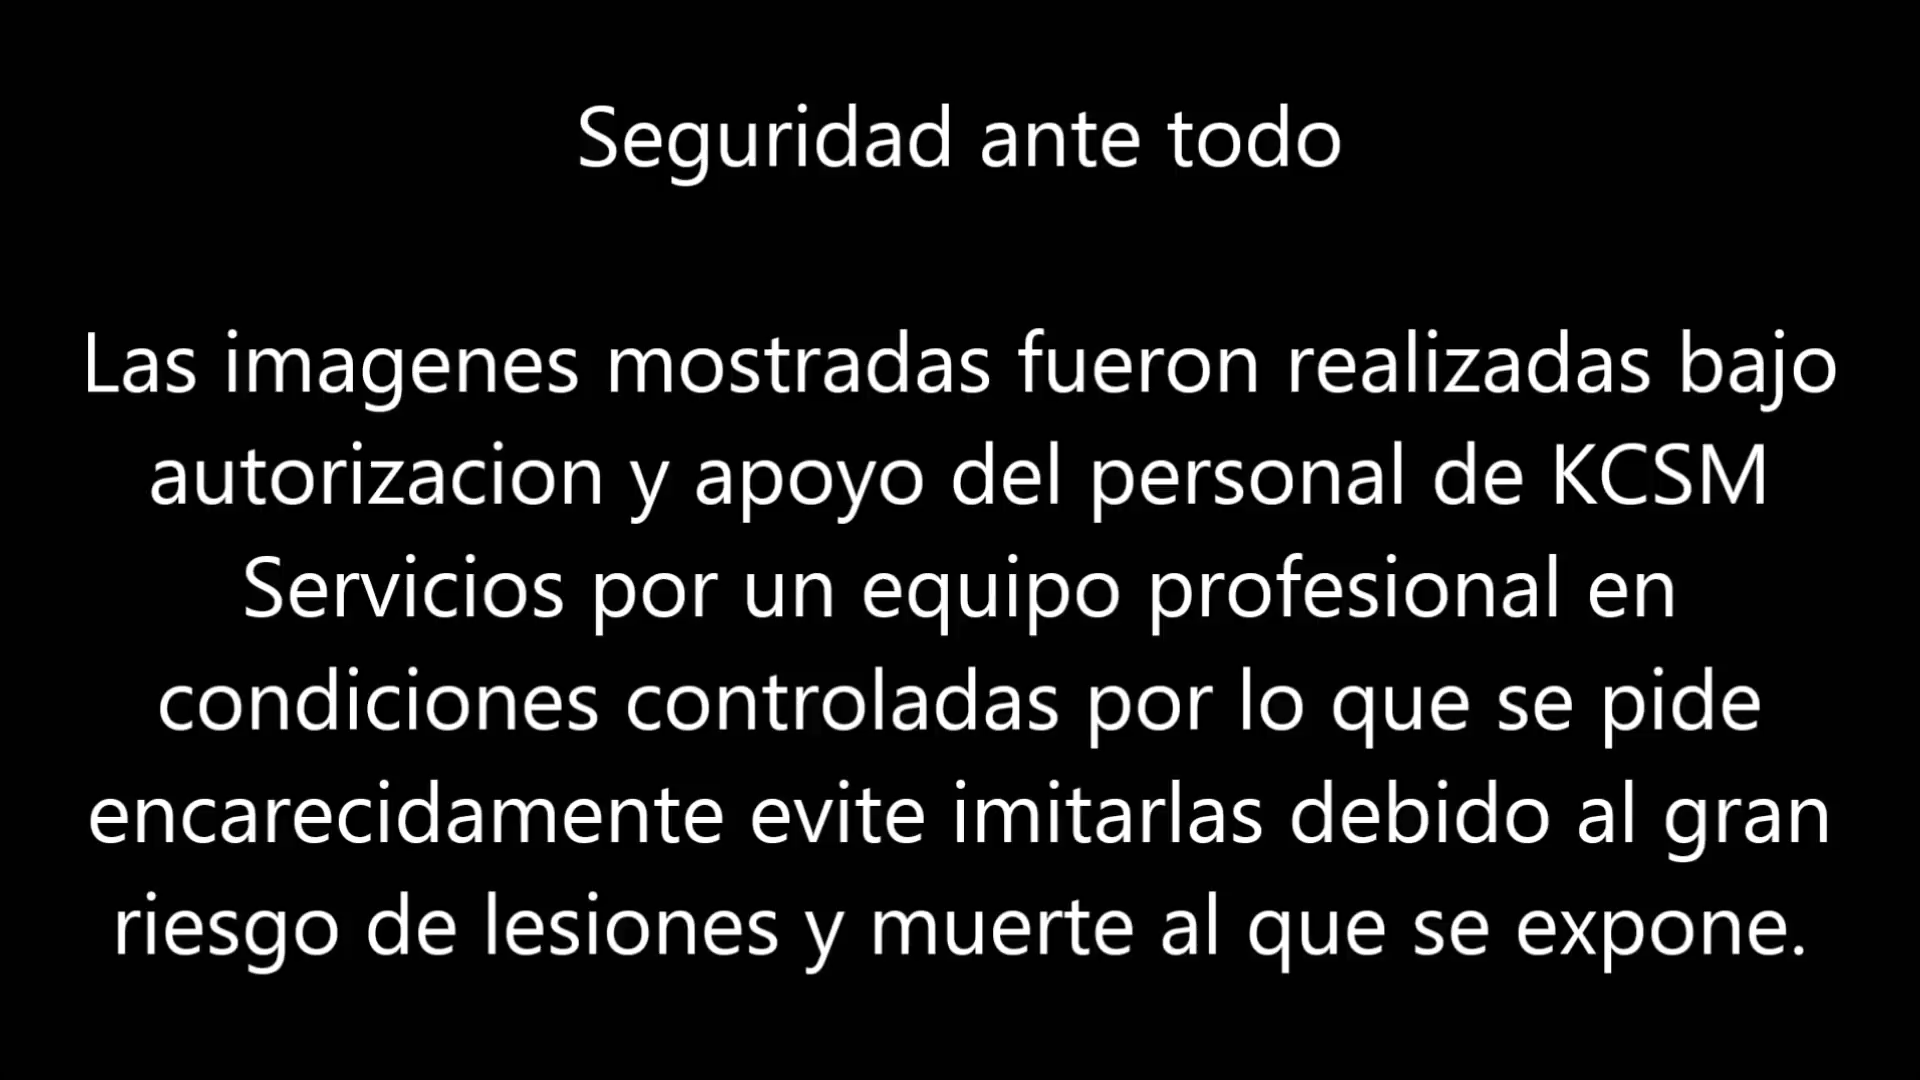 Seguridad ante todo
Las imagenes mostradas fueron realizadas bajo
autorizacion y apoyo del personal de KCSM
Servicios por un equipo profesional en
condiciones controladas por lo que se pide
encarecidamente evite imitarlas debido al gran
riesgo de lesiones y muerte al que se expone.